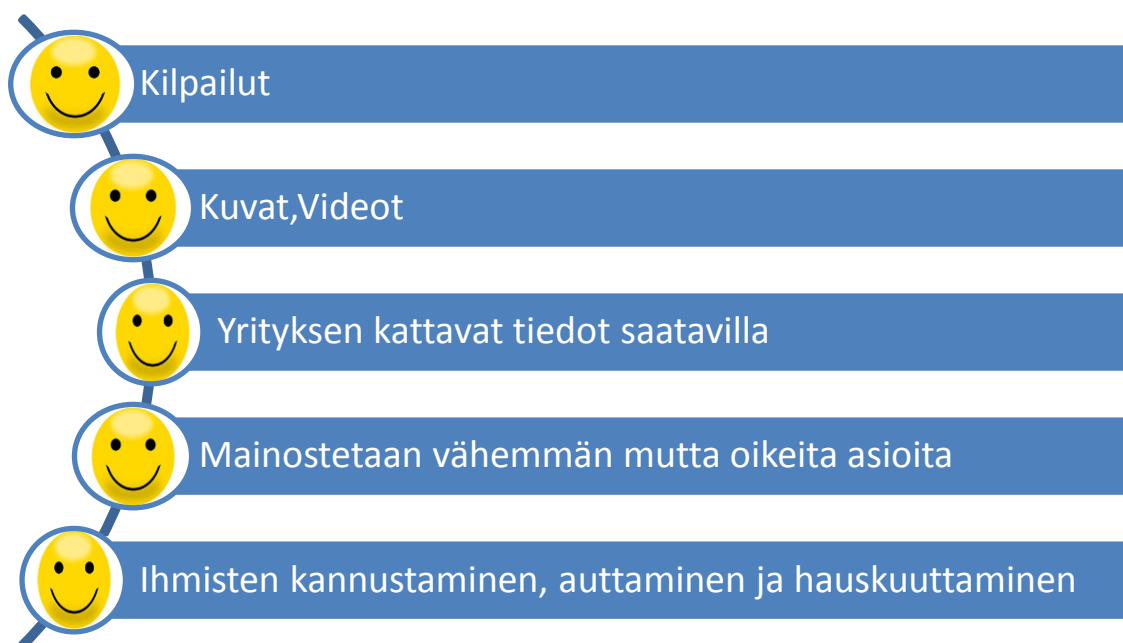 Kilpailut
Kuvat,Videot
Yrityksen kattavat tiedot saatavilla
Mainostetaan vähemmän mutta oikeita asioita
Ihmisten kannustaminen, auttaminen ja hauskuuttaminen